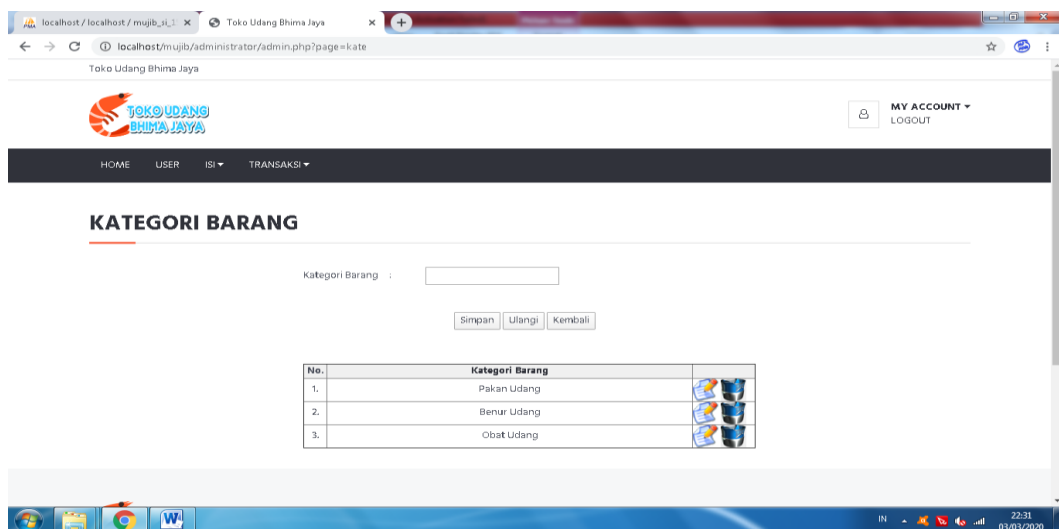 localhost / localhost / mujib_si_1
Toko Udang Bhima Jaya
localhost/mujib/administrator/admin.php?page=kate
Toko Udang Bhima Jaya
TOKO UDANG
BHIMA JAYA
MY ACCOUNT
LOGOUT
HOME USER ISI TRANSAKSI
KATEGORI BARANG
Kategori Barang :
Simpan Ulangi Kembali
No. Kategori Barang
1. Pakan Udang
2. Benur Udang
3. Obat Udang
IN 22:31
03/03/2020